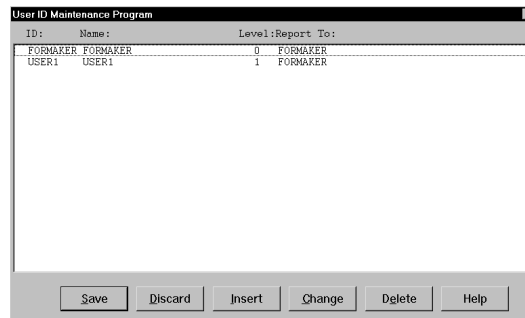 User ID Maintenance Program
ID: Name: Level:Report To:
FORMAKER FORMAKER 0 FORMAKER
USER1 USER1 1 FORMAKER
Save Discard Insert Change Delete Help